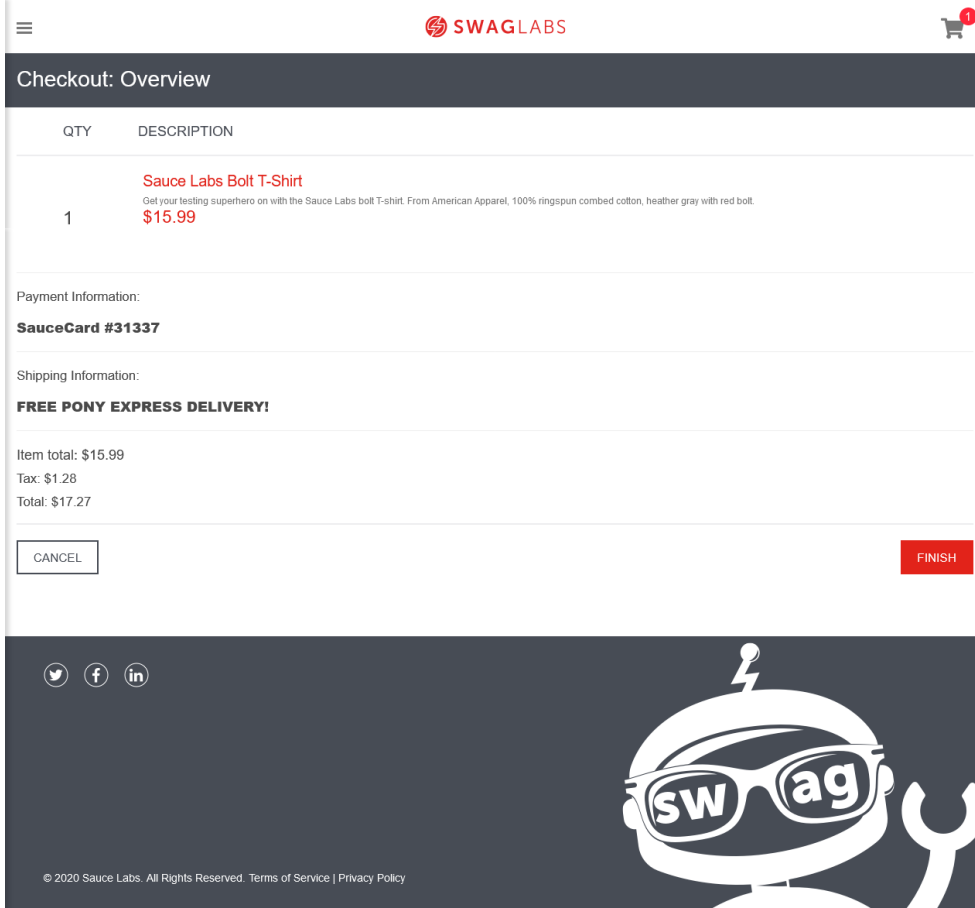 SWAGLABS
1
Checkout: Overview
QTY DESCRIPTION
Sauce Labs Bolt T-Shirt
Get your testing superhero on with the Sauce Labs bolt T-shirt. From American Apparel, 100% ringspun combed cotton, heather gray with red bolt.
1
$15.99
Payment Information:
SauceCard #31337
Shipping Information:
FREE PONY EXPRESS DELIVERY!
Item total: $15.99
Tax: $1.28
Total: $17.27
CANCEL
FINISH
f in
sw ag
© 2020 Sauce Labs. All Rights Reserved. Terms of Service | Privacy Policy